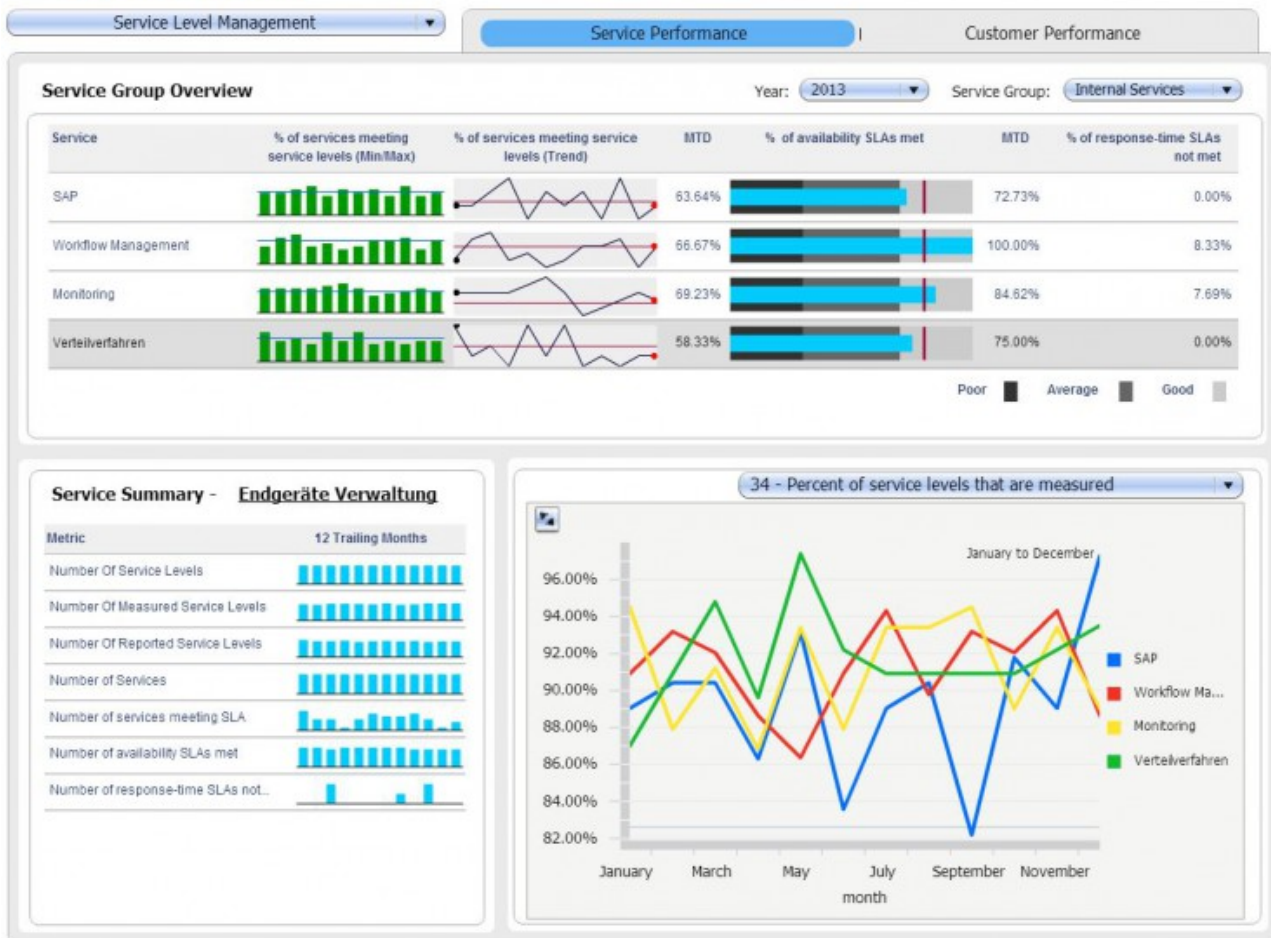 Service Level Management
Service Performance
Customer Performance
Service Group Overview
Year: 2013
Service Group: Internal Services
Service
% of services meeting service levels (Min/Max)
% of services meeting service levels (Trend)
MTD
% of availability SLAs met
MTD
% of response-time SLAs not met
SAP 63.64% 72.73% 0.00%
Workflow Management 66.67% 100.00% 8.33%
Monitoring 69.23% 84.62% 7.69%
Verteilverfahren 58.33% 75.00% 0.00%
Poor Average Good
Service Summary - Endgeräte Verwaltung
Metric 12 Trailing Months
Number Of Service Levels
Number Of Measured Service Levels
Number Of Reported Service Levels
Number of Services
Number of services meeting SLA
Number of availability SLAs met
Number of response-time SLAs not...
34 - Percent of service levels that are measured
January to December
96.00%
94.00%
92.00%
90.00%
88.00%
86.00%
84.00%
82.00%
January March May July September November
month
SAP
Workflow Ma...
Monitoring
Verteilverfahren